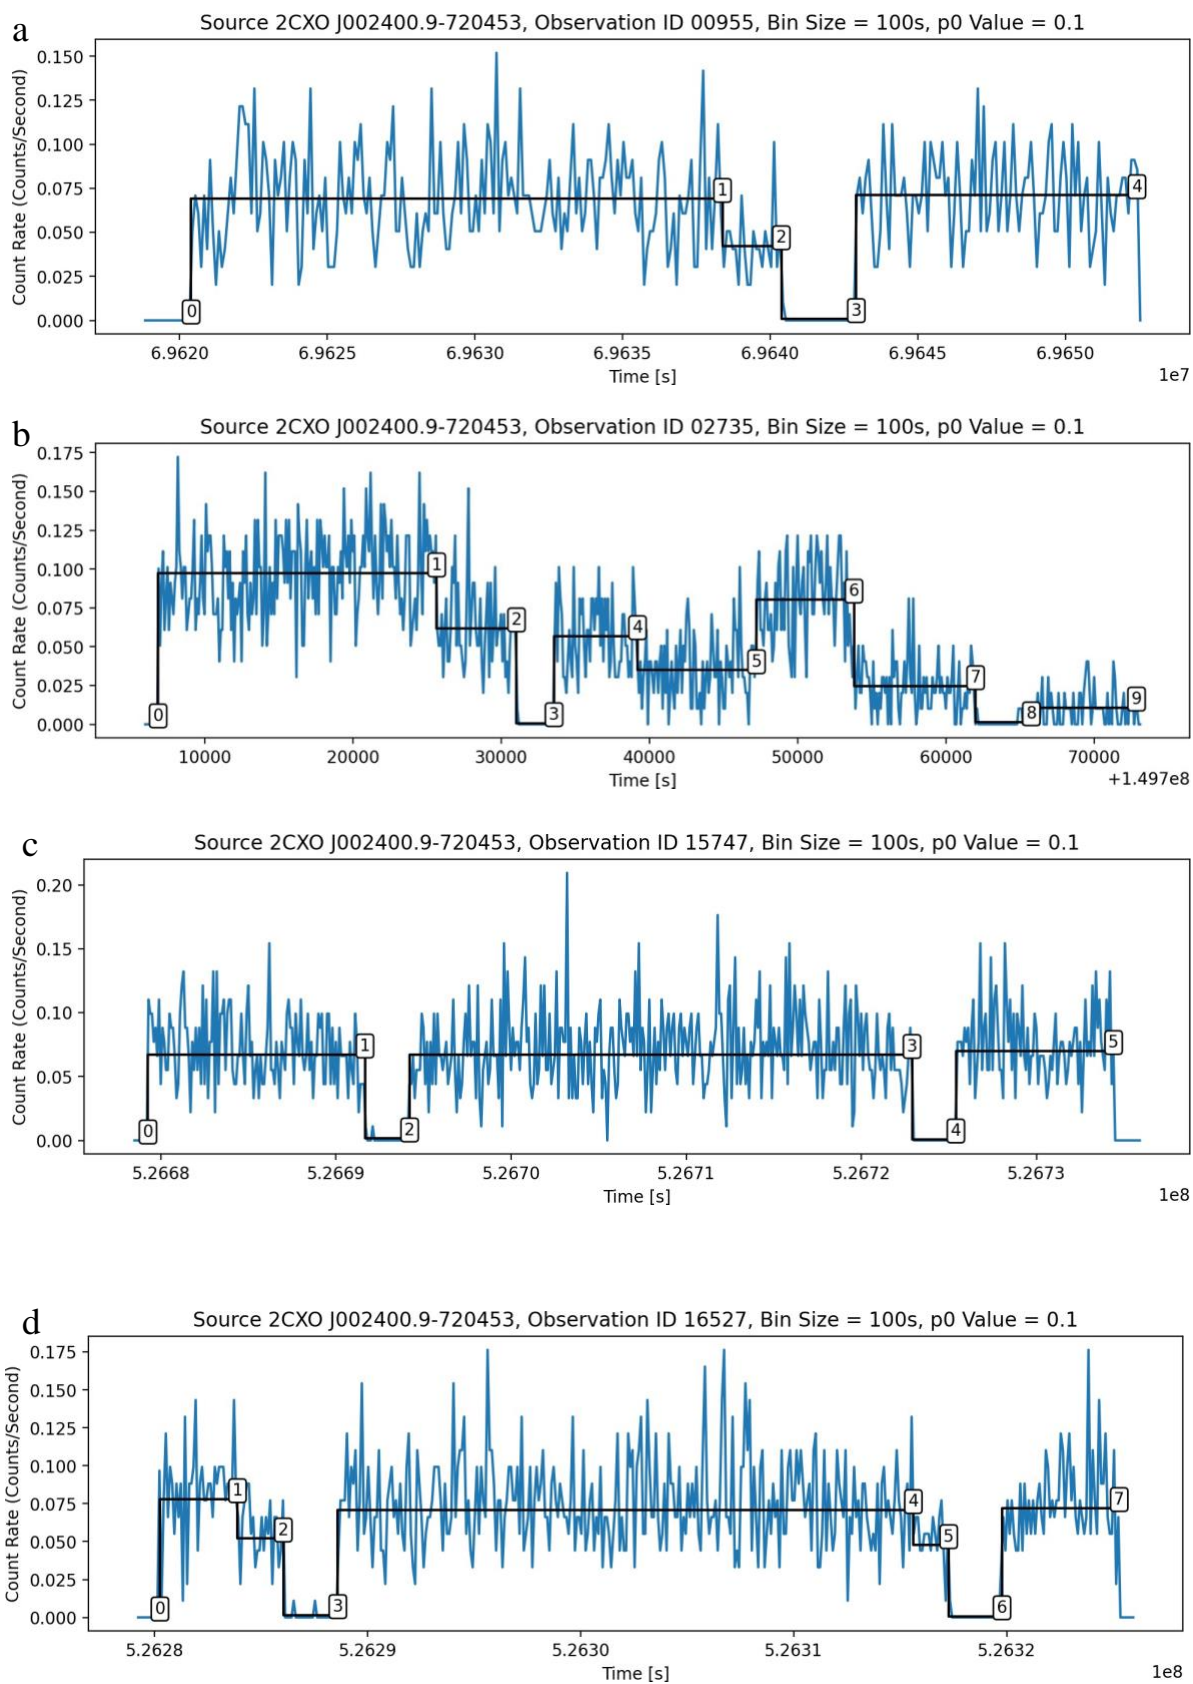 a
Source 2CXO J002400.9-720453, Observation ID 00955, Bin Size = 100s, p0 Value = 0.1
Count Rate (Counts/Second)
0.150
0.125
0.100
0.075
0.050
0.025
0.000
0
1
2
3
4
6.9620 6.9625 6.9630 6.9635 6.9640 6.9645 6.9650
Time [s]
1e7
b
Source 2CXO J002400.9-720453, Observation ID 02735, Bin Size = 100s, p0 Value = 0.1
Count Rate (Counts/Second)
0.175
0.150
0.125
0.100
0.075
0.050
0.025
0.000
0
1
2
3
4
5
6
7
8
9
10000 20000 30000 40000 50000 60000 70000
Time [s]
+1.497e8
c
Source 2CXO J002400.9-720453, Observation ID 15747, Bin Size = 100s, p0 Value = 0.1
Count Rate (Counts/Second)
0.20
0.15
0.10
0.05
0.00
0
1
2
3
4
5
5.2668 5.2669 5.2670 5.2671 5.2672 5.2673
Time [s]
1e8
d
Source 2CXO J002400.9-720453, Observation ID 16527, Bin Size = 100s, p0 Value = 0.1
Count Rate (Counts/Second)
0.175
0.150
0.125
0.100
0.075
0.050
0.025
0.000
0
1
2
3
4
5
6
7
5.2628 5.2629 5.2630 5.2631 5.2632
Time [s]
1e8